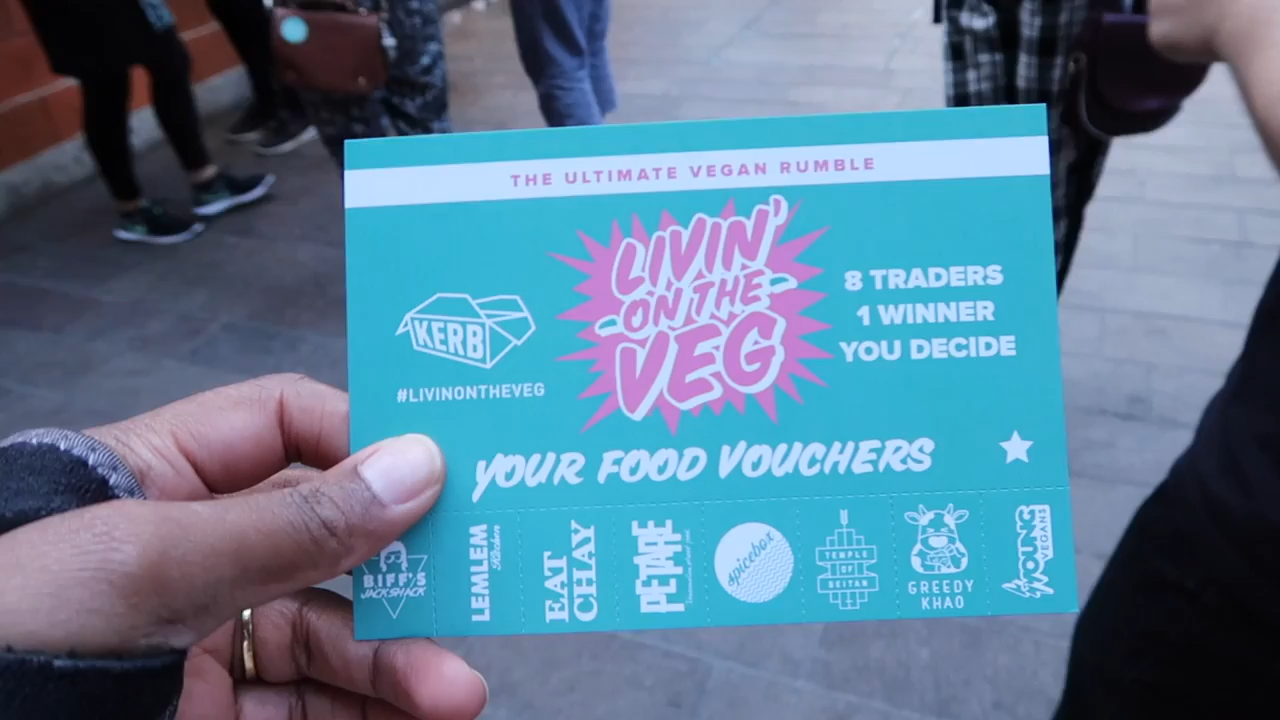 THE ULTIMATE VEGAN RUMBLE
LIVIN'
ON THE
VEG
KERB
#LIVINONTHEVEG
8 TRADERS
1 WINNER
YOU DECIDE
YOUR FOOD VOUCHERS
BIFF'S
JACK SHACK
LEMLEM
Kitchen
EAT
CHAY
PETARE
spicebox
TEMPLE
OF
SEITAN
GREEDY
KHAO
YOUNG
VEGANS